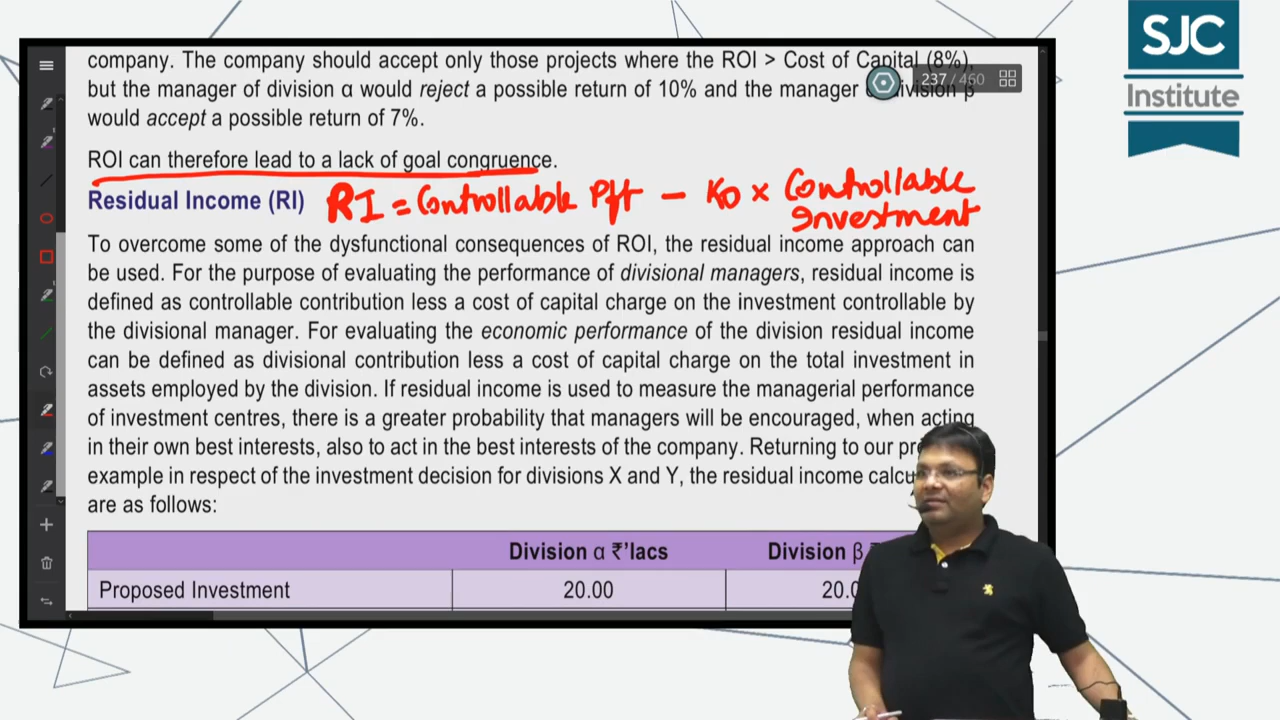 SJC
Institute
company. The company should accept only those projects where the ROI > Cost of Capital (8%),
237 / 460
but the manager of division α would reject a possible return of 10% and the manager division β
would accept a possible return of 7%.
ROI can therefore lead to a lack of goal congruence.
Residual Income (RI)
RI = Controllable Pft – K0 × Controllable
Investment
To overcome some of the dysfunctional consequences of ROI, the residual income approach can
be used. For the purpose of evaluating the performance of divisional managers, residual income is
defined as controllable contribution less a cost of capital charge on the investment controllable by
the divisional manager. For evaluating the economic performance of the division residual income
can be defined as divisional contribution less a cost of capital charge on the total investment in
assets employed by the division. If residual income is used to measure the managerial performance
of investment centres, there is a greater probability that managers will be encouraged, when acting
in their own best interests, also to act in the best interests of the company. Returning to our
example in respect of the investment decision for divisions X and Y, the residual income
are as follows:
Division α ₹'lacs Division β
Proposed Investment 20.00 20.0